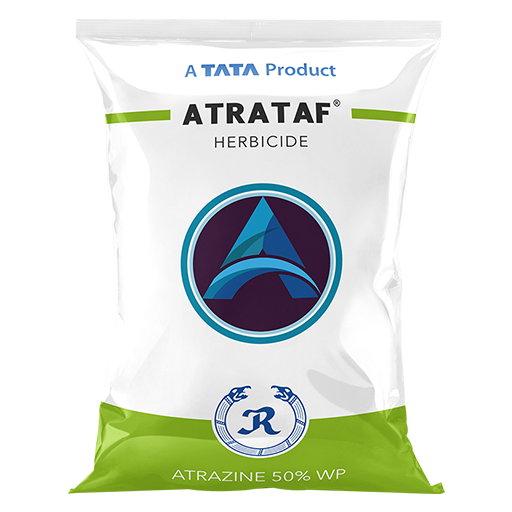 A TATA Product
ATRATAF®
HERBICIDE
R
ATRAZINE 50% WP